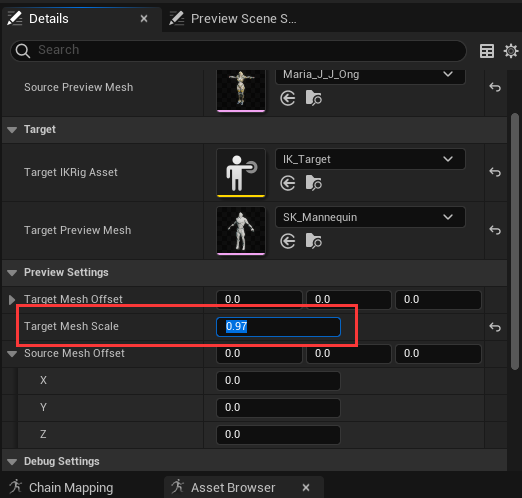 Details
Preview Scene S...
Search
Source Preview Mesh
Maria_J_J_Ong
Target
Target IKRig Asset
IK_Target
Target Preview Mesh
SK_Mannequin
Preview Settings
Target Mesh Offset 0.0 0.0 0.0
Target Mesh Scale 0.97
Source Mesh Offset 0.0 0.0 0.0
X 0.0
Y 0.0
Z 0.0
Debug Settings
Chain Mapping
Asset Browser